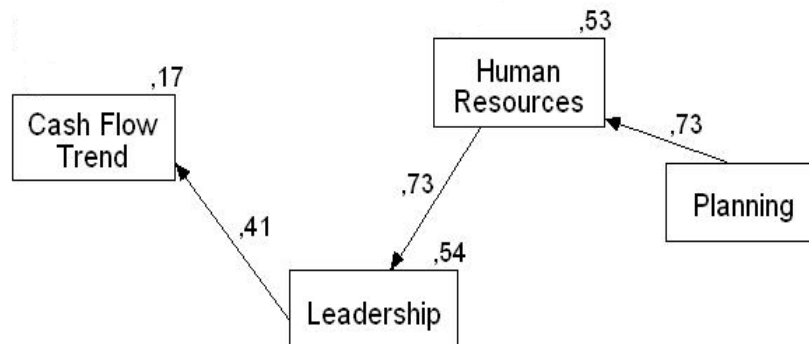 ,53
Human
Resources
,17
Cash Flow
Trend
,73
,73
Planning
,41
,54
Leadership